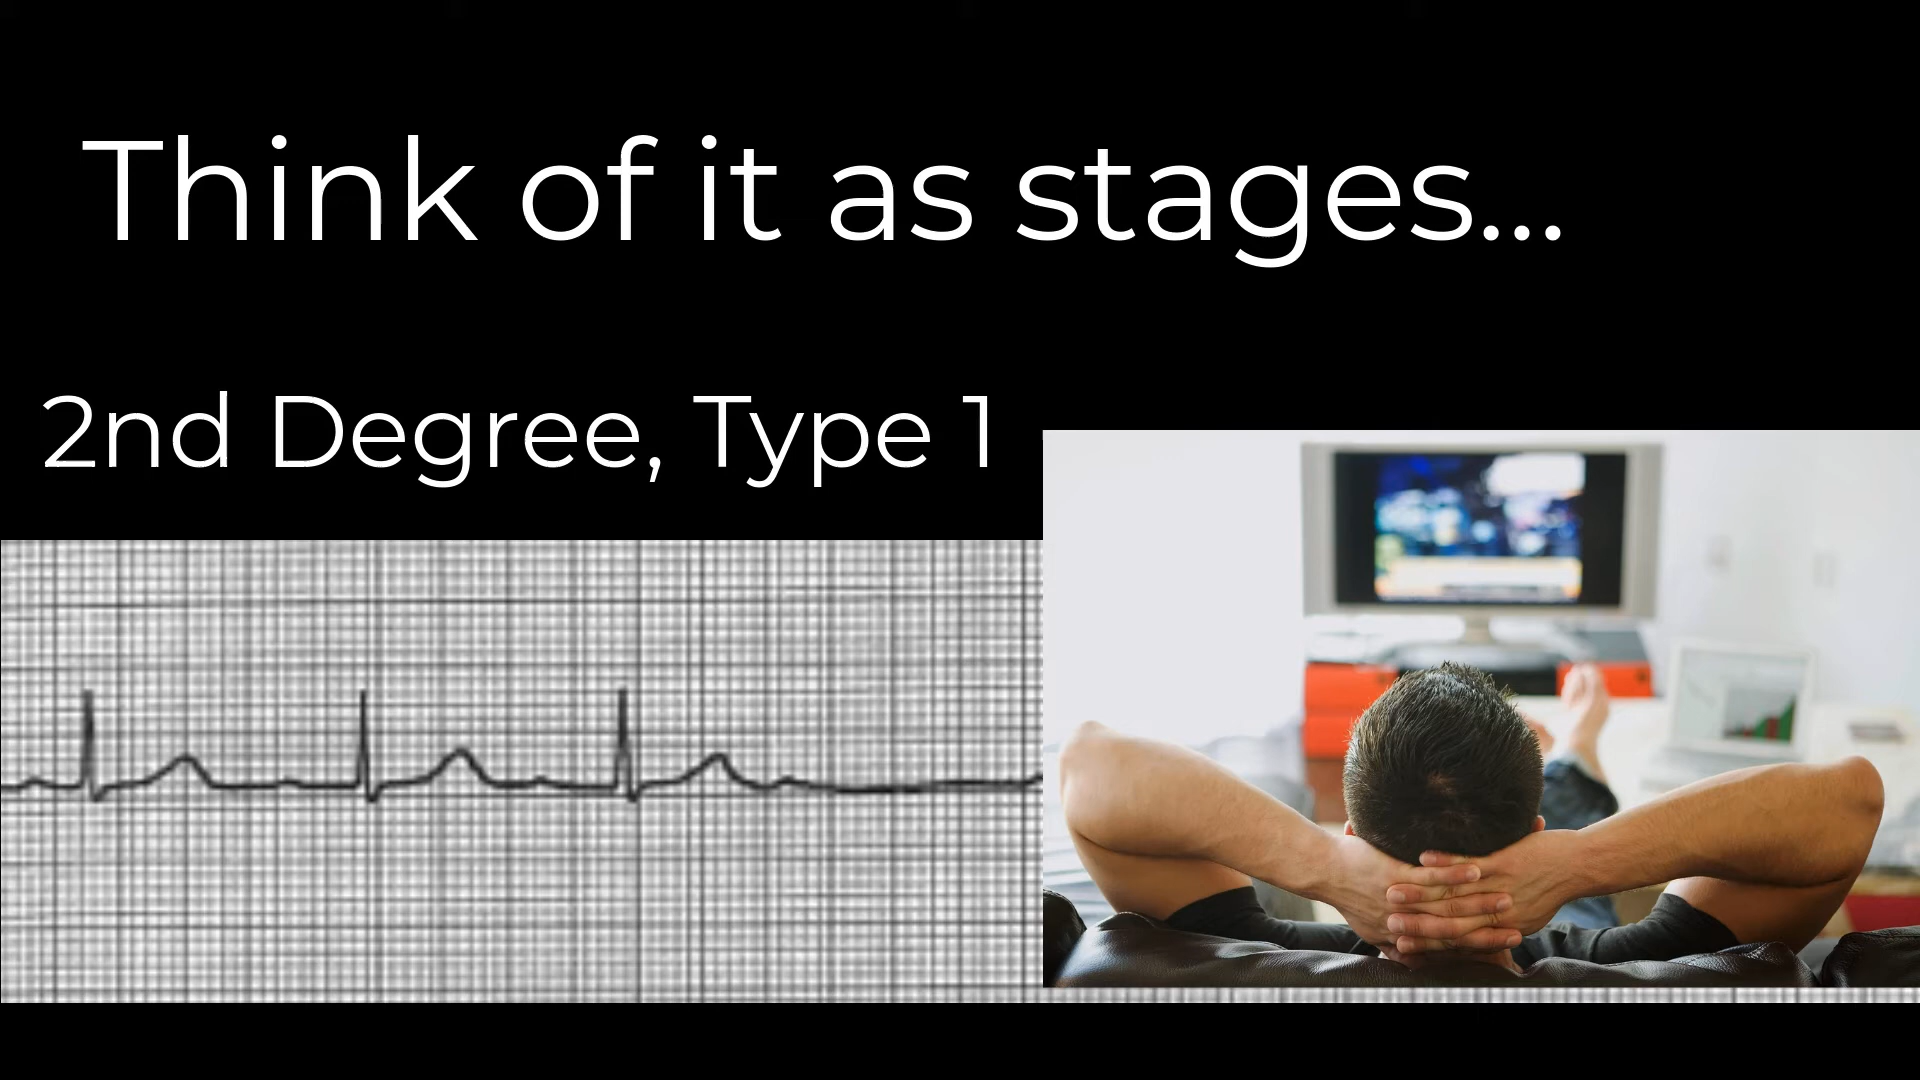 Think of it as stages...
2nd Degree, Type 1